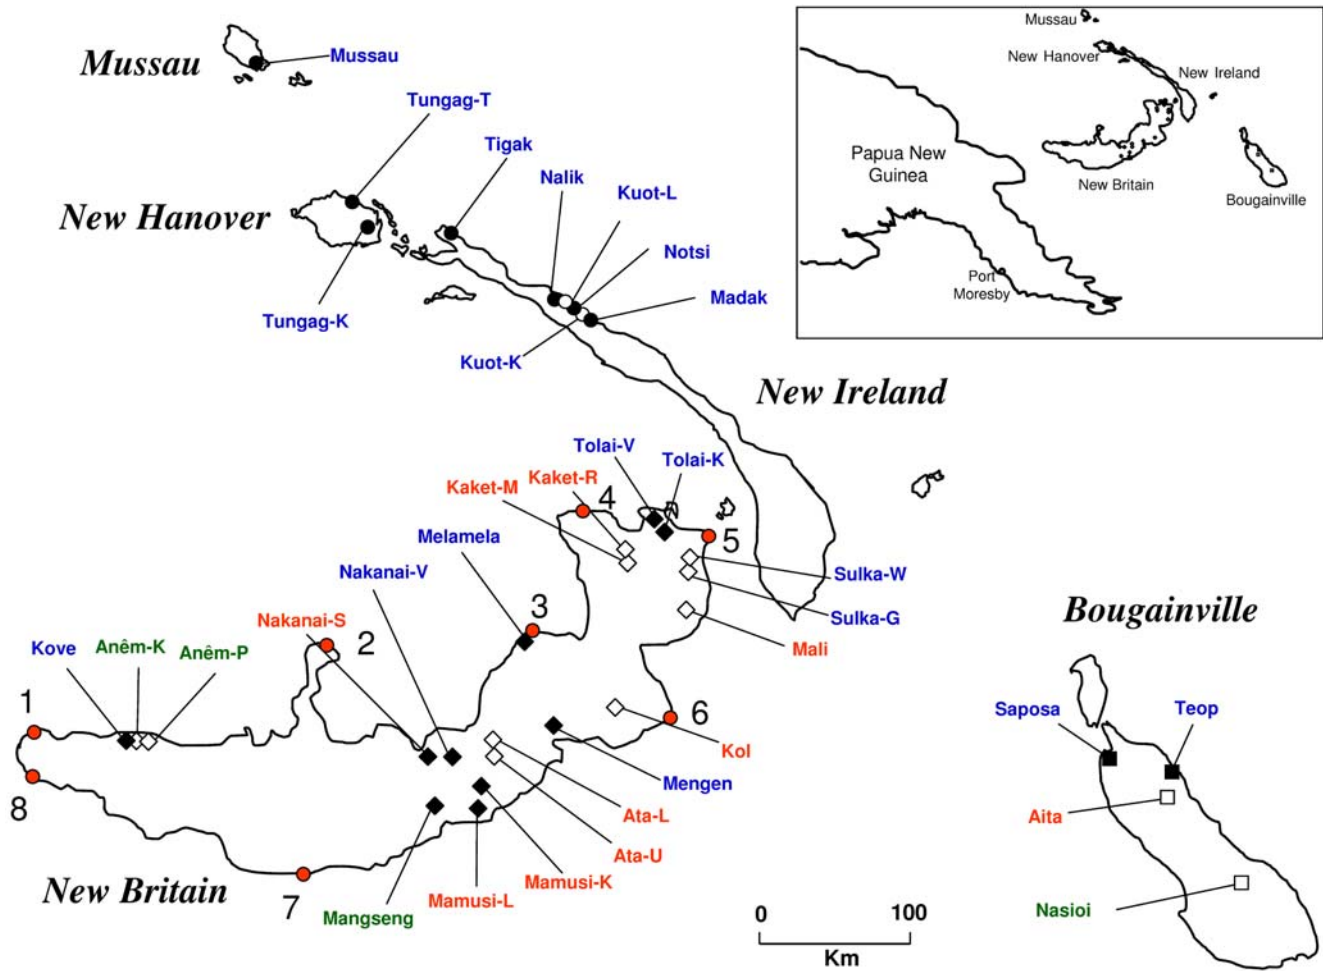 Mussau
Mussau
Tungag-T
Tigak
Nalik
Kuot-L
New Hanover
Notsi
Madak
Tungag-K
Kuot-K
New Ireland
Mussau
New Hanover
New Ireland
Papua New
Guinea
New Britain
Bougainville
Port
Moresby
Tolai-V
Tolai-K
Kaket-R
Kaket-M
4
Melamela
5
Nakanai-V
Sulka-W
3
Sulka-G
Nakanai-S
Mali
2
Kove
Anêm-K
Anêm-P
1
6
Kol
Mengen
8
Ata-L
Ata-U
Mamusi-K
Mamusi-L
7
Mangseng
New Britain
0
100
Km
Bougainville
Saposa
Teop
Aita
Nasioi